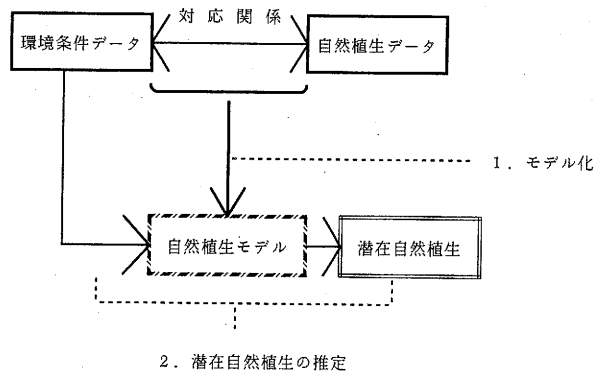 対応関係
環境条件データ
自然植生データ
1．モデル化
自然植生モデル
潜在自然植生
2．潜在自然植生の推定